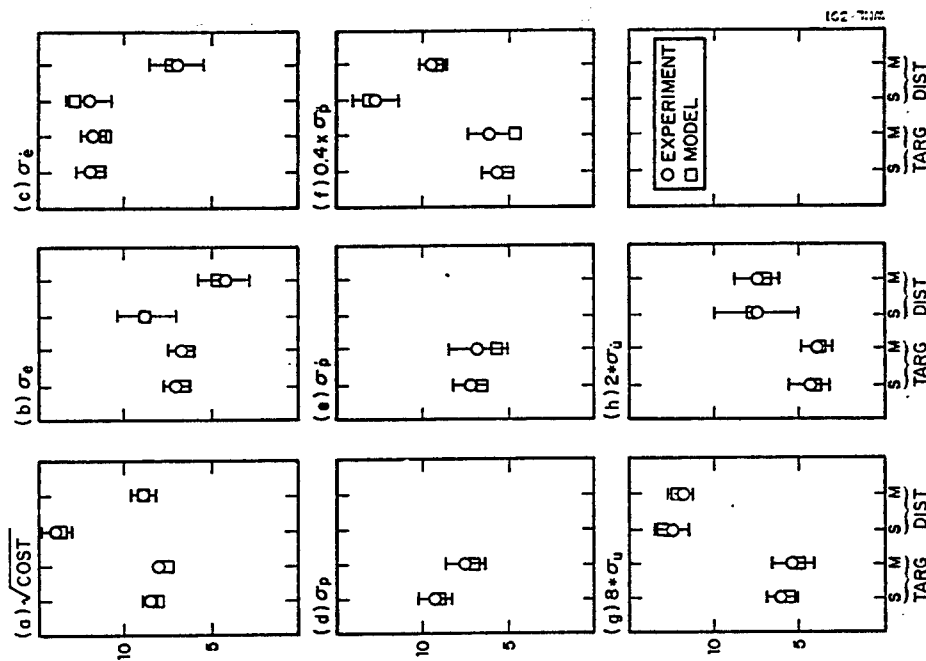 (a) √COST
(b) σe
(c) σė
10
5
(d) σp
(e) σṗ
(f) 0.4 x σp̈
10
5
(g) 8*σu
(h) 2*σu̇
○ EXPERIMENT
□ MODEL
10
5
S M S M
TARG DIST
S M S M
TARG DIST
S M S M
TARG DIST